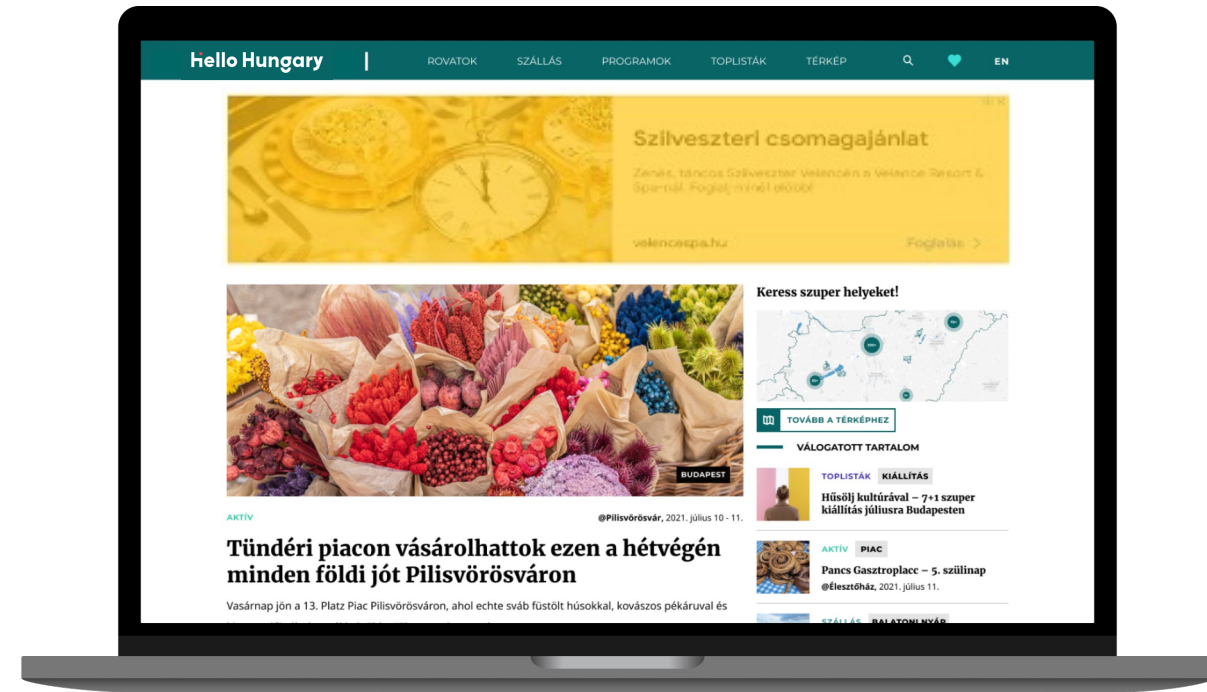 Hello Hungary
ROVATOK
SZÁLLÁS
PROGRAMOK
TOPLISTÁK
TÉRKÉP
EN
Szilveszteri csomagajánlat
Zenés, táncos Szilveszter Velencén a Velence Resort &
Spa-nál. Foglalj minél előbb!
velencespa.hu
Foglalás
BUDAPEST
AKTÍV
@Pilisvörösvár, 2021. július 10 - 11.
Tündéri piacon vásárolhattok ezen a hétvégén
minden földi jót Pilisvörösváron
Vasárnap jön a 13. Platz Piac Pilisvörösváron, ahol echte sváb füstölt húsokkal, kovászos pékáruval és
Keress szuper helyeket!
TOVÁBB A TÉRKÉPHEZ
VÁLOGATOTT TARTALOM
TOPLISTÁK KIÁLLÍTÁS
Hűsölj kultúrával – 7+1 szuper
kiállítás júliusra Budapesten
AKTÍV PIAC
Pancs Gasztroplacc – 5. szülinap
@Élesztőház, 2021. július 11.
SZÁLLÁS BALATONI NYÁR